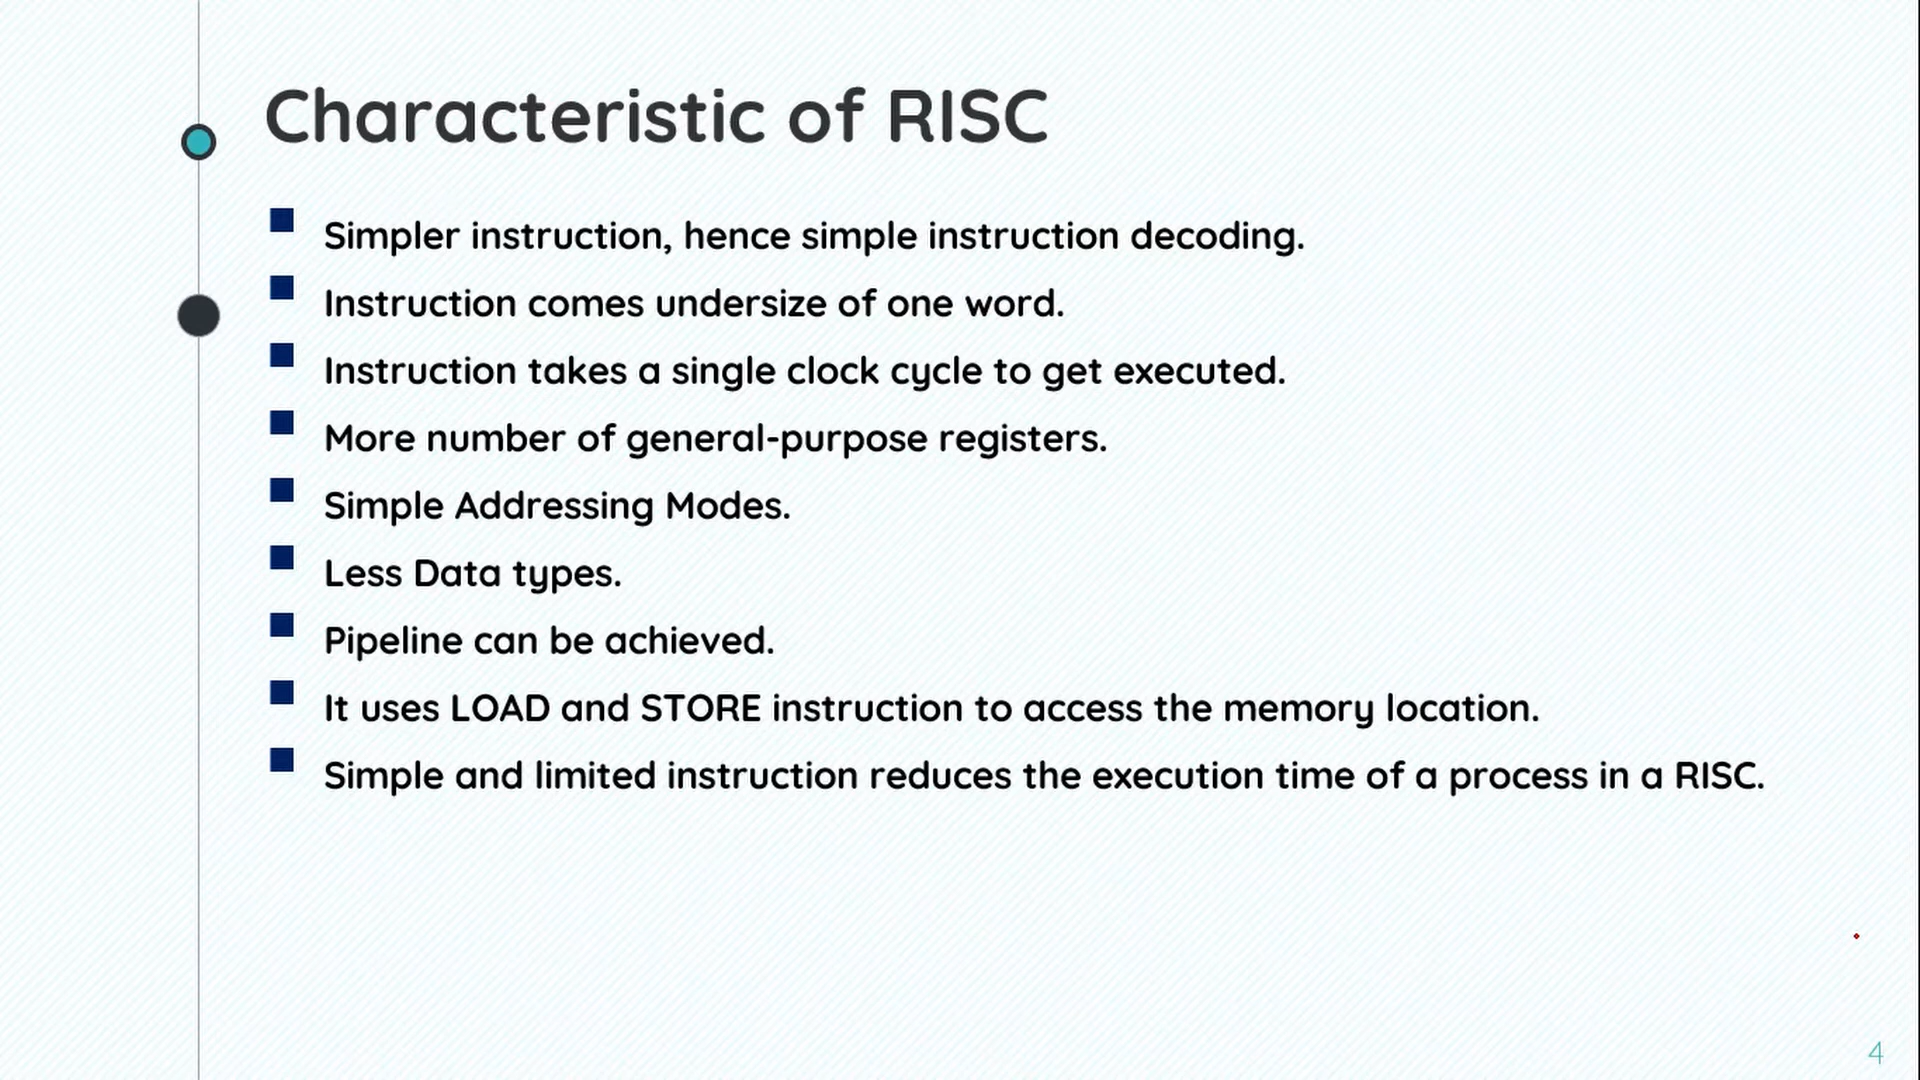 Characteristic of RISC
Simpler instruction, hence simple instruction decoding.
Instruction comes undersize of one word.
Instruction takes a single clock cycle to get executed.
More number of general-purpose registers.
Simple Addressing Modes.
Less Data types.
Pipeline can be achieved.
It uses LOAD and STORE instruction to access the memory location.
Simple and limited instruction reduces the execution time of a process in a RISC.
4